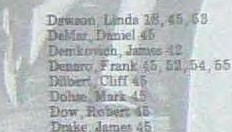 Dawson, Linda 18, 45, 53
DeMar, Daniel 45
Demkovich, James 42
Denaro, Frank 45, 52, 54, 55
Dilbert, Cliff 45
Dohse, Mark 45
Dow, Robert 45
Drake, James 45